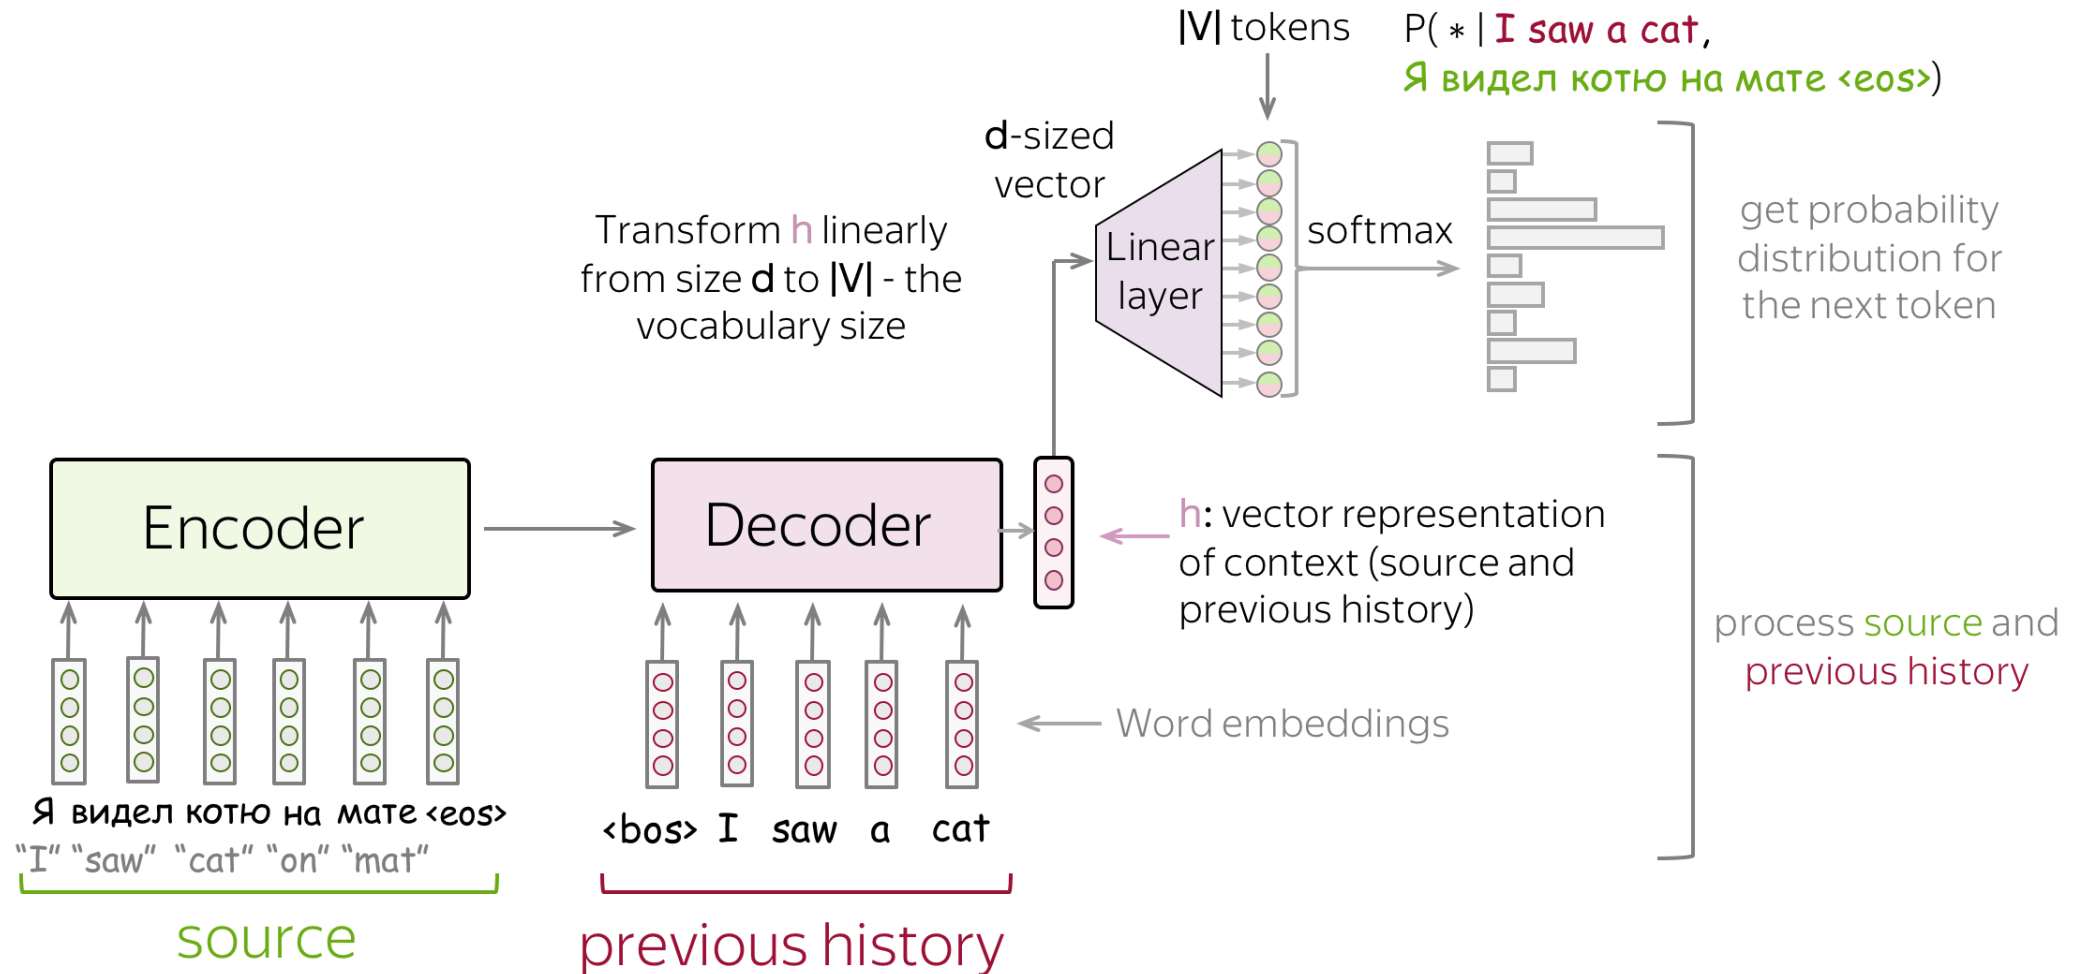 |V| tokens
P( * | I saw a cat,
Я видел котю на мате <eos>)
d-sized
vector
Transform h linearly
from size d to |V| - the
vocabulary size
Linear
layer
softmax
get probability
distribution for
the next token
Encoder
Decoder
h: vector representation
of context (source and
previous history)
process source and
previous history
Word embeddings
Я видел котю на мате <eos>
"I" "saw" "cat" "on" "mat"
<bos> I saw a cat
source
previous history